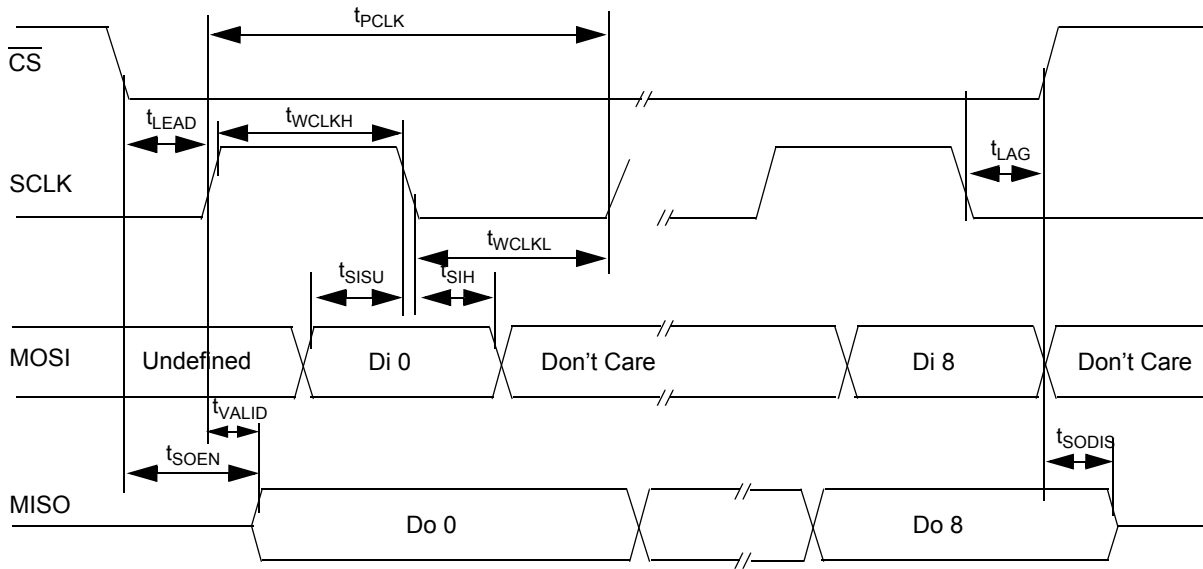 tPCLK
CS
tLEAD
tWCLKH
tLAG
SCLK
tWCLKL
tSISU
tSIH
MOSI
Undefined
Di 0
Don't Care
Di 8
Don't Care
tVALID
tSOEN
tSODIS
MISO
Do 0
Do 8